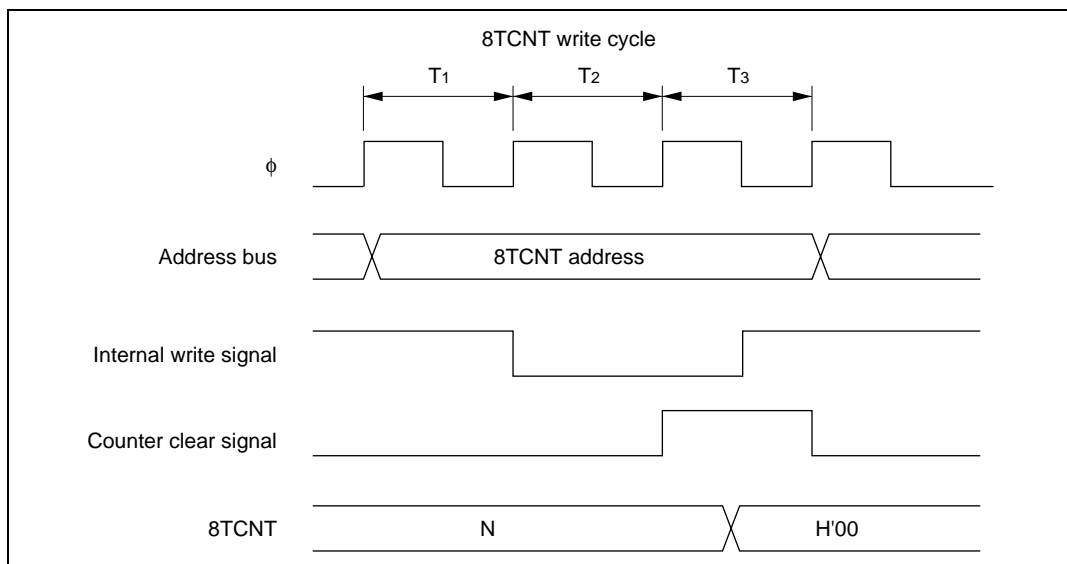 8TCNT write cycle
T1 T2 T3
ϕ
Address bus 8TCNT address
Internal write signal
Counter clear signal
8TCNT N H'00